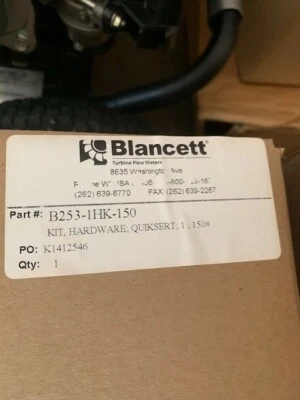 Blancett®
Turbine Flow Meters
8635 Washington Ave
(262) 639-6770 FAX: (262) 639-2267
Part #: B253-1HK-150
KIT, HARDWARE; QUIKSERT; 1; 150#
PO: K1412546
Qty: 1